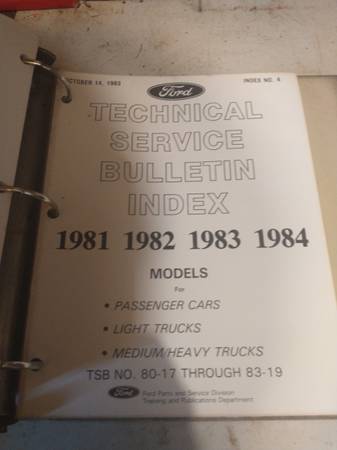 OCTOBER 14, 1983
Ford
INDEX NO. 4
TECHNICAL
SERVICE
BULLETIN
INDEX
1981 1982 1983 1984
MODELS
For
• PASSENGER CARS
• LIGHT TRUCKS
• MEDIUM/HEAVY TRUCKS
TSB NO. 80-17 THROUGH 83-19
Ford
Ford Parts and Service Division
Training and Publications Department